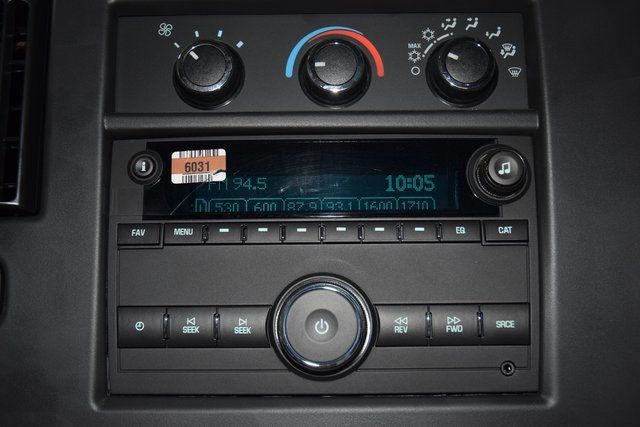 MAX
6031
FM 94.5 10:05
530 600 87.9 93.1 1600 1710
FAV MENU EQ CAT
SEEK SEEK REV FWD SRCE